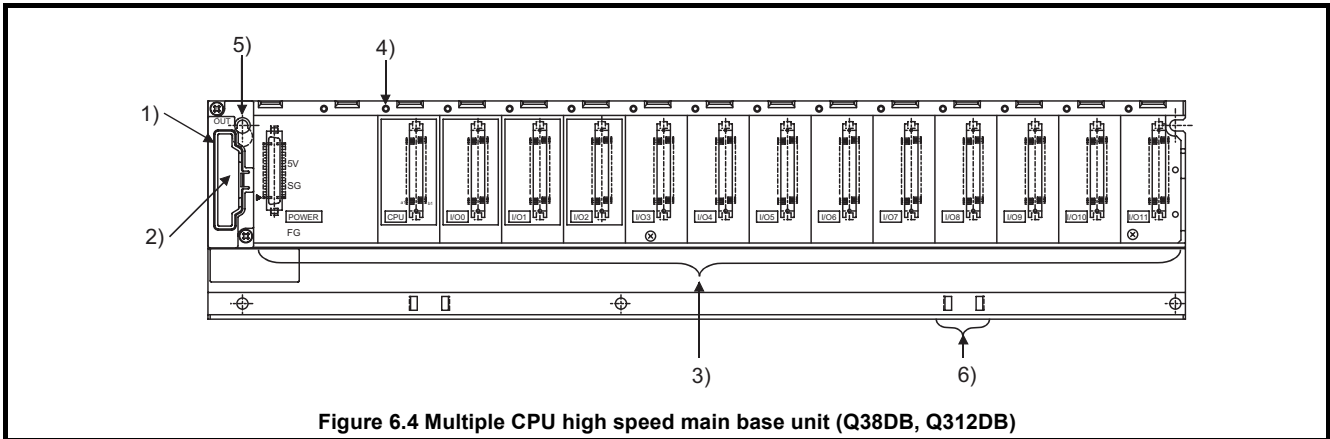 5)
4)
1)
OUT
5V
SG
2)
POWER
CPU
I/O0
I/O1
I/O2
I/O3
I/O4
I/O5
I/O6
I/O7
I/O8
I/O9
I/O10
I/O11
FG
3)
6)
Figure 6.4 Multiple CPU high speed main base unit (Q38DB, Q312DB)